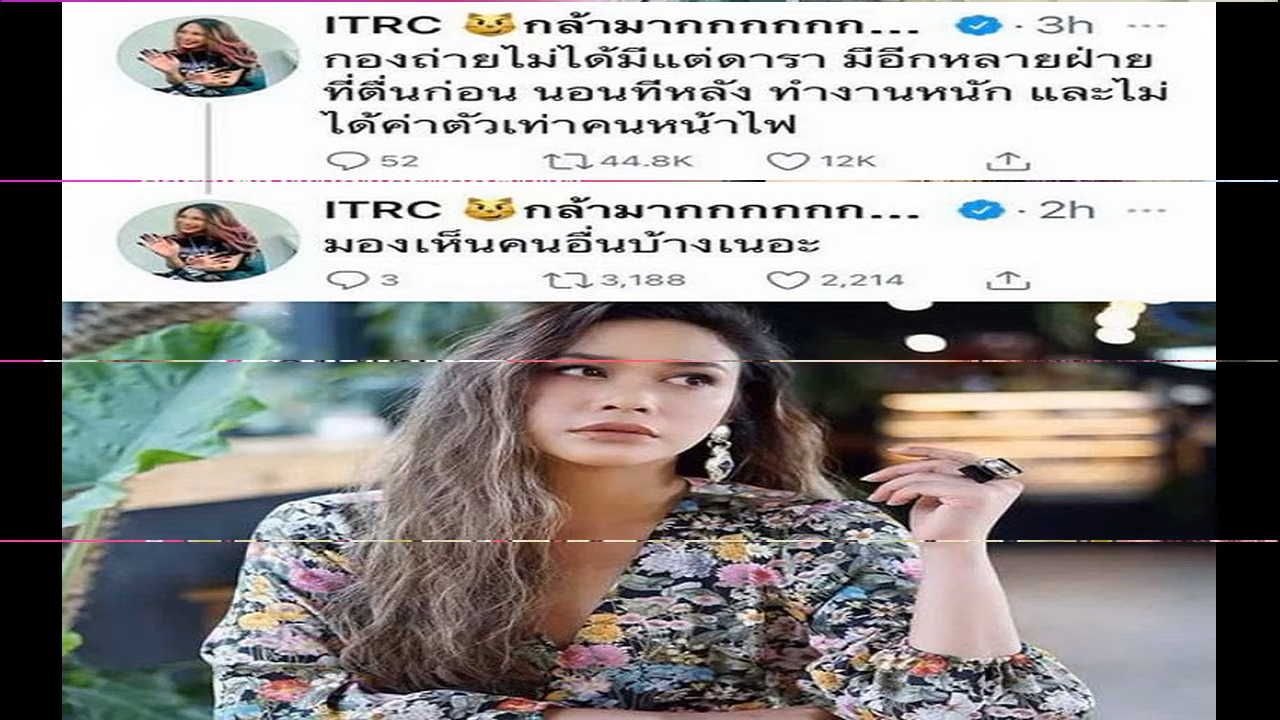 ITRC 😼กล้ามากกกกกกก... · 3h ...
กองถ่ายไม่ได้มีแต่ดารา มีอีกหลายฝ่าย
ที่ตื่นก่อน นอนทีหลัง ทำงานหนัก และไม่
ได้ค่าตัวเท่าคนหน้าไฟ
52 44.8K 12K
ITRC 😼กล้ามากกกกกกก... · 2h ...
มองเห็นคนอื่นบ้างเนอะ
3 3,188 2,214